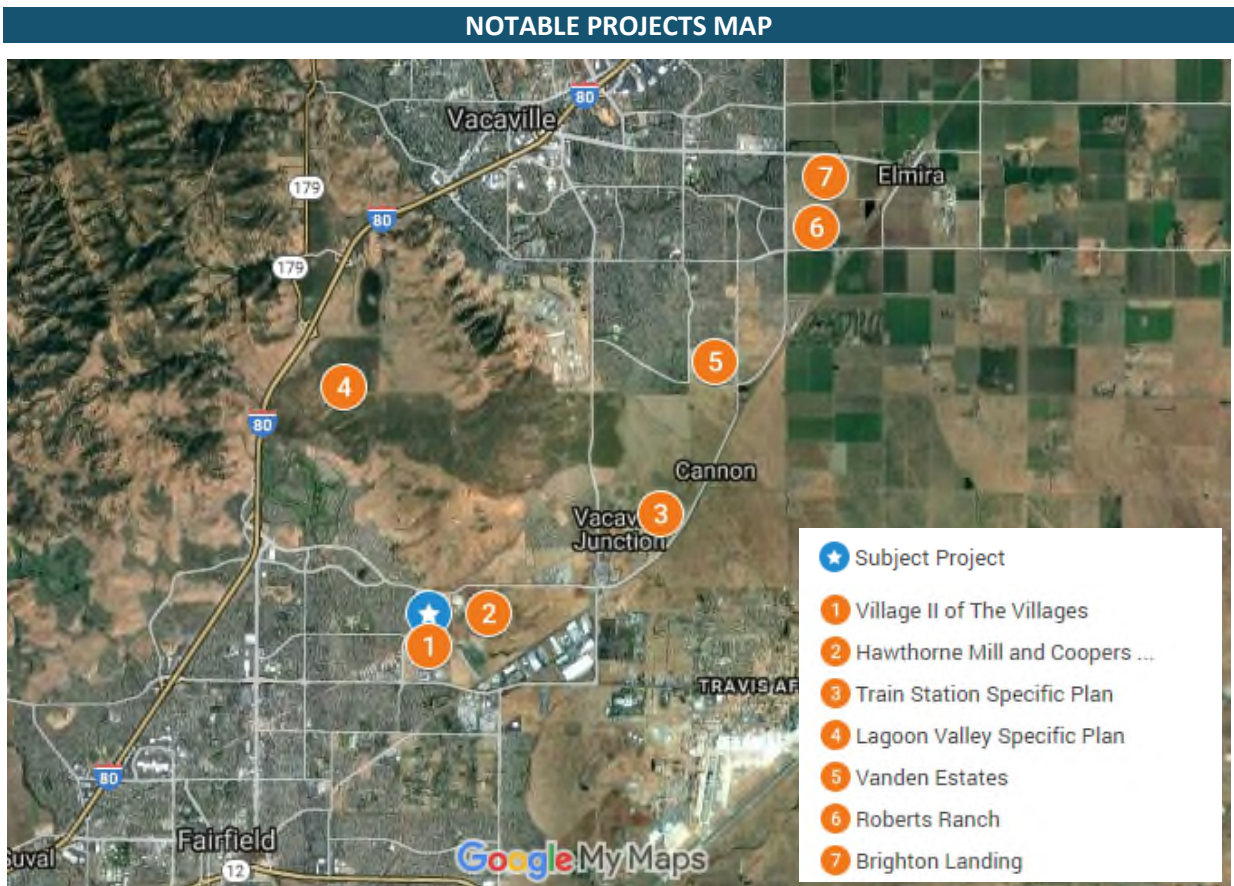 NOTABLE PROJECTS MAP
80
Vacaville
179
7
Elmira
80
6
179
5
4
80
Cannon
3
Vacav
Junction
Subject Project
1 Village II of The Villages
2 Hawthorne Mill and Coopers ...
3 Train Station Specific Plan
4 Lagoon Valley Specific Plan
5 Vanden Estates
6 Roberts Ranch
7 Brighton Landing
2
1
TRAVIS AF
80
Fairfield
uval
12
Google My Maps